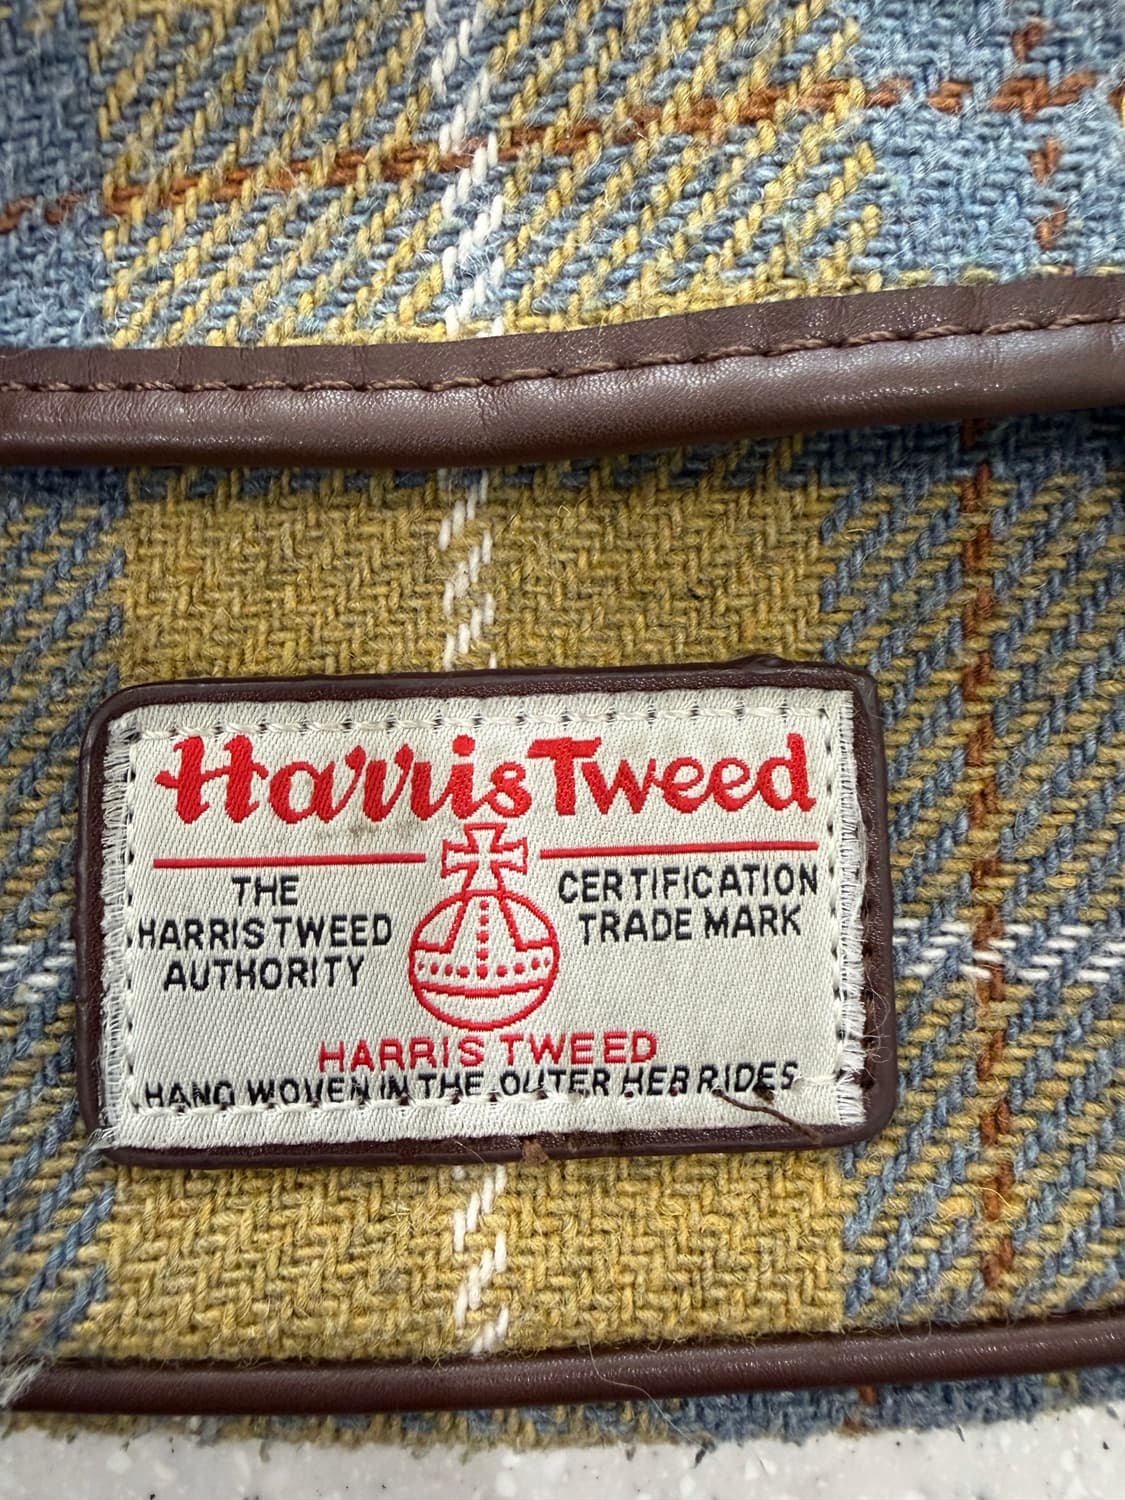 Harris Tweed
THE
HARRIS TWEED
AUTHORITY
CERTIFICATION
TRADE MARK
HARRIS TWEED
HAND WOVEN IN THE OUTER HEBRIDES